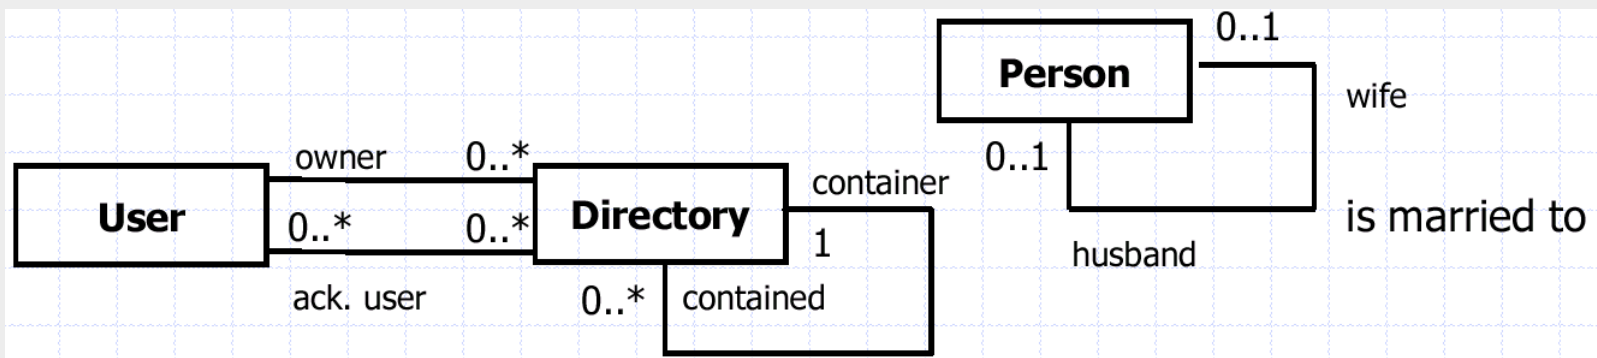 owner
0..*
User
0..*
0..*
ack. user
Directory
container
1
0..*
contained
Person
0..1
wife
0..1
husband
is married to